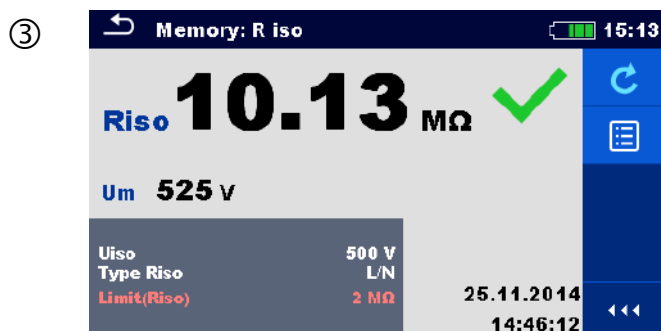 ③
Memory: R iso 15:13
Riso 10.13 MΩ
Um 525 V
Uiso 500 V
Type Riso L/N
Limit(Riso) 2 MΩ
25.11.2014
14:46:12